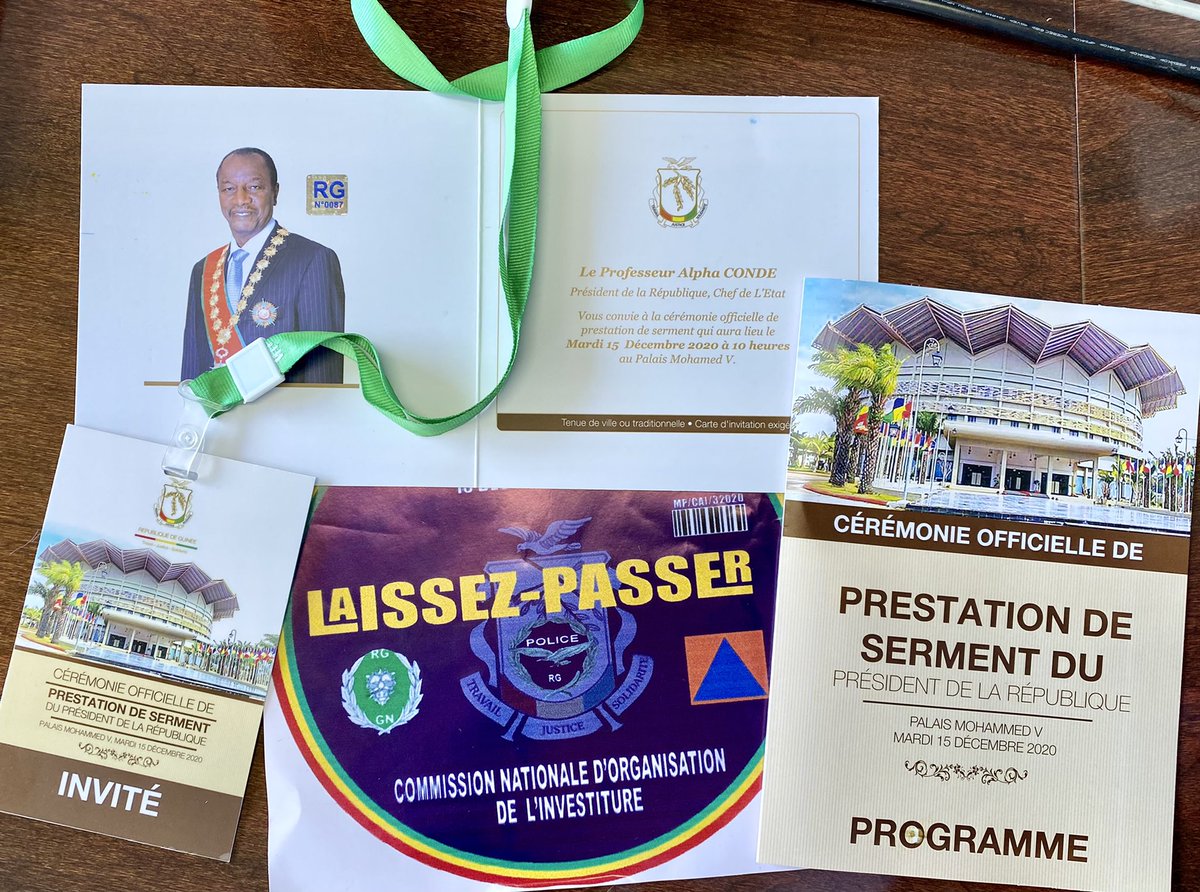 RG
N°0087
JUSTICE
Le Professeur Alpha CONDE
Président de la République, Chef de L'Etat
Vous convie à la cérémonie officielle de
prestation de serment qui aura lieu le
Mardi 15 Décembre 2020 à 10 heures
au Palais Mohamed V.
Tenue de ville ou traditionnelle • Carte d'invitation exigé
REPUBLIQUE DE GUINEE
CÉRÉMONIE OFFICIELLE DE
PRESTATION DE SERMENT
DU PRÉSIDENT DE LA RÉPUBLIQUE
PALAIS MOHAMMED V, MARDI 15 DÉCEMBRE 2020
INVITÉ
MP/CAI/32020
LAISSEZ-PASSER
POLICE
RG
RG
GN
TRAVAIL JUSTICE SOLIDARITE
COMMISSION NATIONALE D'ORGANISATION
DE L'INVESTITURE
CÉRÉMONIE OFFICIELLE DE
PRESTATION DE
SERMENT DU
PRÉSIDENT DE LA RÉPUBLIQUE
PALAIS MOHAMMED V
MARDI 15 DÉCEMBRE 2020
PROGRAMME